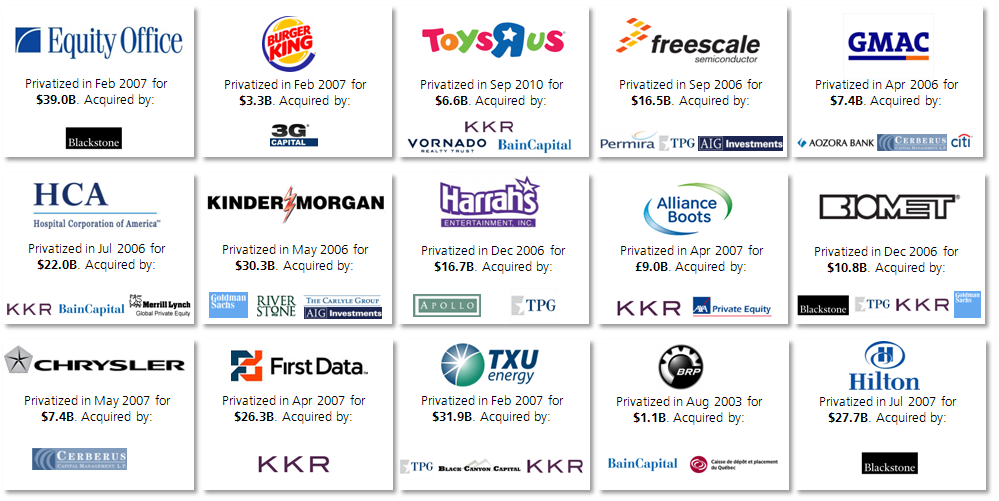 Equity Office
Privatized in Feb 2007 for
$39.0B. Acquired by:
Blackstone
BURGER
KING
Privatized in Feb 2007 for
$3.3B. Acquired by:
3G
CAPITAL
TOYSRUS
Privatized in Sep 2010 for
$6.6B. Acquired by:
KKR
VORNADO
REALTY TRUST
BainCapital
freescale
semiconductor
Privatized in Sep 2006 for
$16.5B. Acquired by:
Permira TPG AIG Investments
GMAC
Privatized in Apr 2006 for
$7.4B. Acquired by:
AOZORA BANK CERBERUS citi
CAPITAL MANAGEMENT, L.P.
HCA
Hospital Corporation of America™
Privatized in Jul 2006 for
$22.0B. Acquired by:
KKR BainCapital Merrill Lynch
Global Private Equity
KINDER MORGAN
Privatized in May 2006 for
$30.3B. Acquired by:
Goldman
Sachs
RIVER
STONE
THE CARLYLE GROUP
AIG Investments
Harrah's
ENTERTAINMENT, INC
Privatized in Dec 2006 for
$16.7B. Acquired by:
APOLLO TPG
Alliance
Boots
Privatized in Apr 2007 for
£9.0B. Acquired by:
KKR AXA Private Equity
BIOMET®
Privatized in Dec 2006 for
$10.8B. Acquired by:
Blackstone TPG KKR Goldman
Sachs
CHRYSLER
Privatized in May 2007 for
$7.4B. Acquired by:
CERBERUS
CAPITAL MANAGEMENT, L.P.
First Data™
Privatized in Apr 2007 for
$26.3B. Acquired by:
KKR
TXU
energy
Privatized in Feb 2007 for
$31.9B. Acquired by:
TPG BLACK CANYON CAPITAL KKR
BRP
Privatized in Aug 2003 for
$1.1B. Acquired by:
BainCapital Caisse de dépôt et placement
du Québec
Hilton
Privatized in Jul 2007 for
$27.7B. Acquired by:
Blackstone